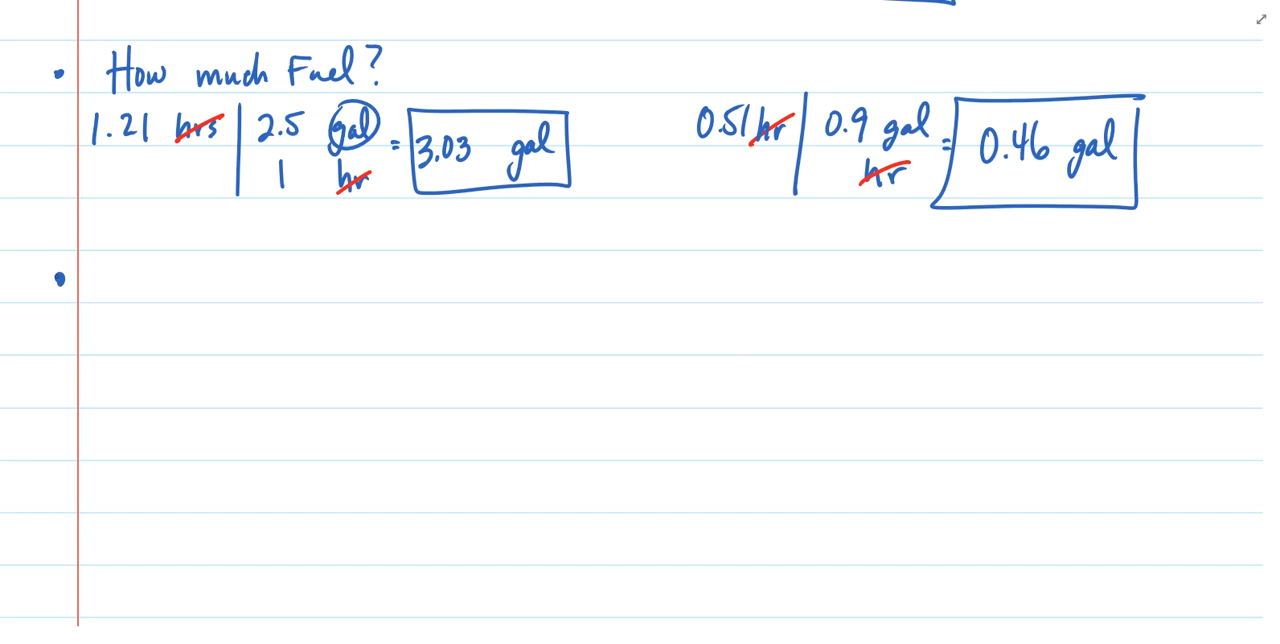 • How much Fuel?
1.21 hrs | 2.5 gal = 3.03 gal
1 hr
0.51 hr | 0.9 gal = 0.46 gal
hr
•